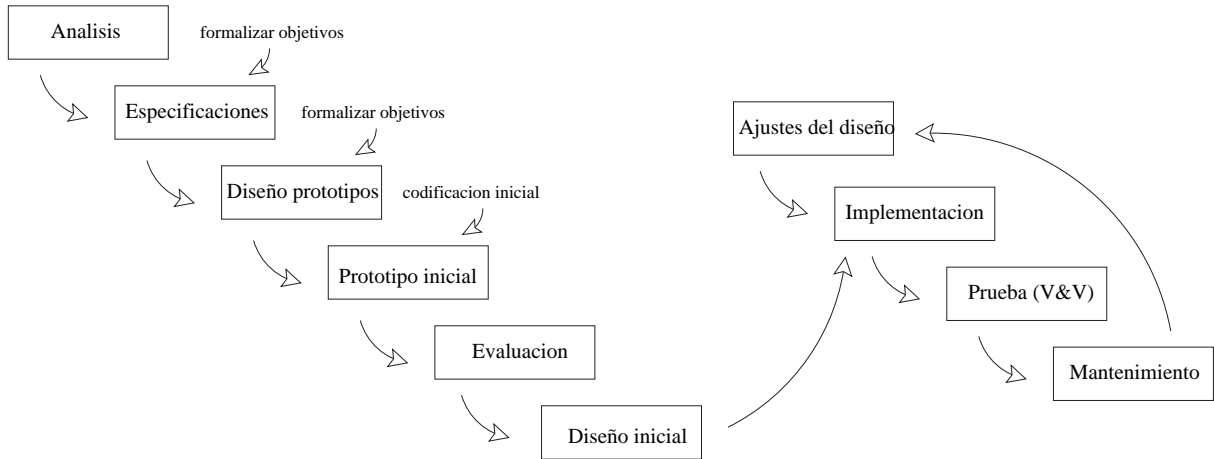 Analisis
formalizar objetivos
Especificaciones
formalizar objetivos
Diseño prototipos
codificacion inicial
Prototipo inicial
Evaluacion
Diseño inicial
Ajustes del diseño
Implementacion
Prueba (V&V)
Mantenimiento